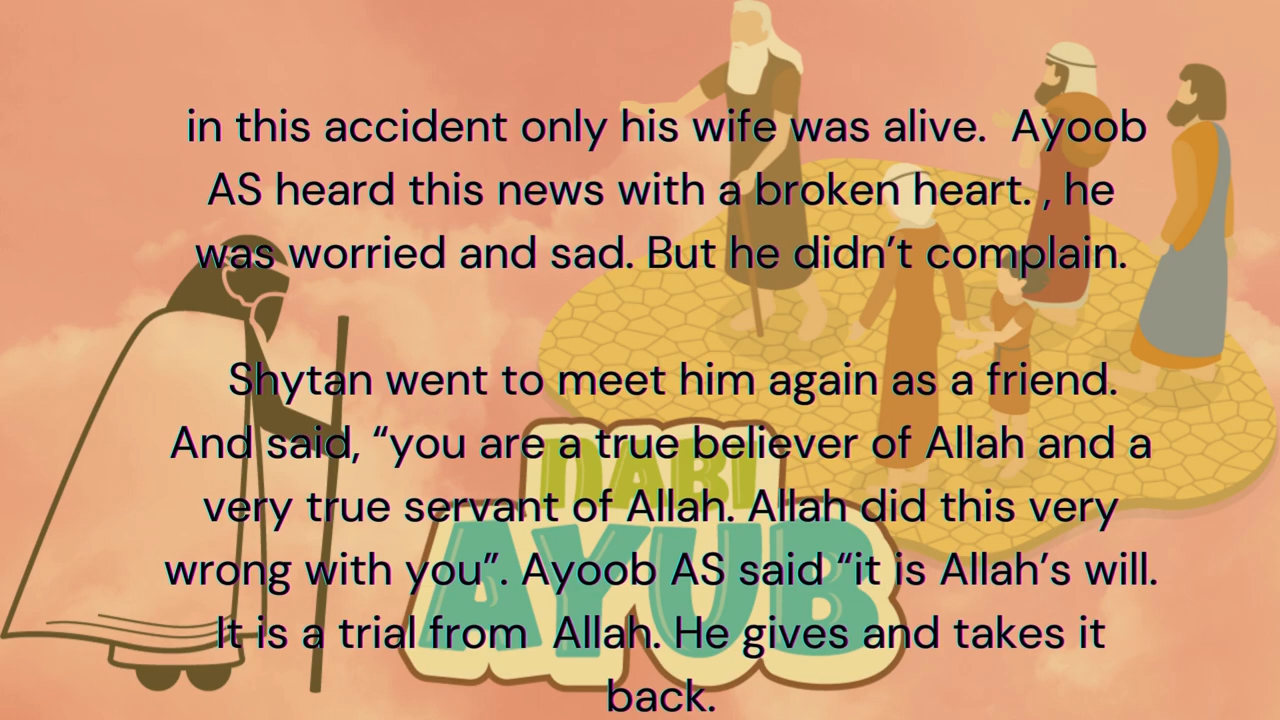 in this accident only his wife was alive.  Ayoob
AS heard this news with a broken heart. , he
was worried and sad. But he didn’t complain.
Shytan went to meet him again as a friend.
And said, “you are a true believer of Allah and a
very true servant of Allah. Allah did this very
wrong with you”. Ayoob AS said “it is Allah’s will.
It is a trial from  Allah. He gives and takes it
back.
NABI
AYUB